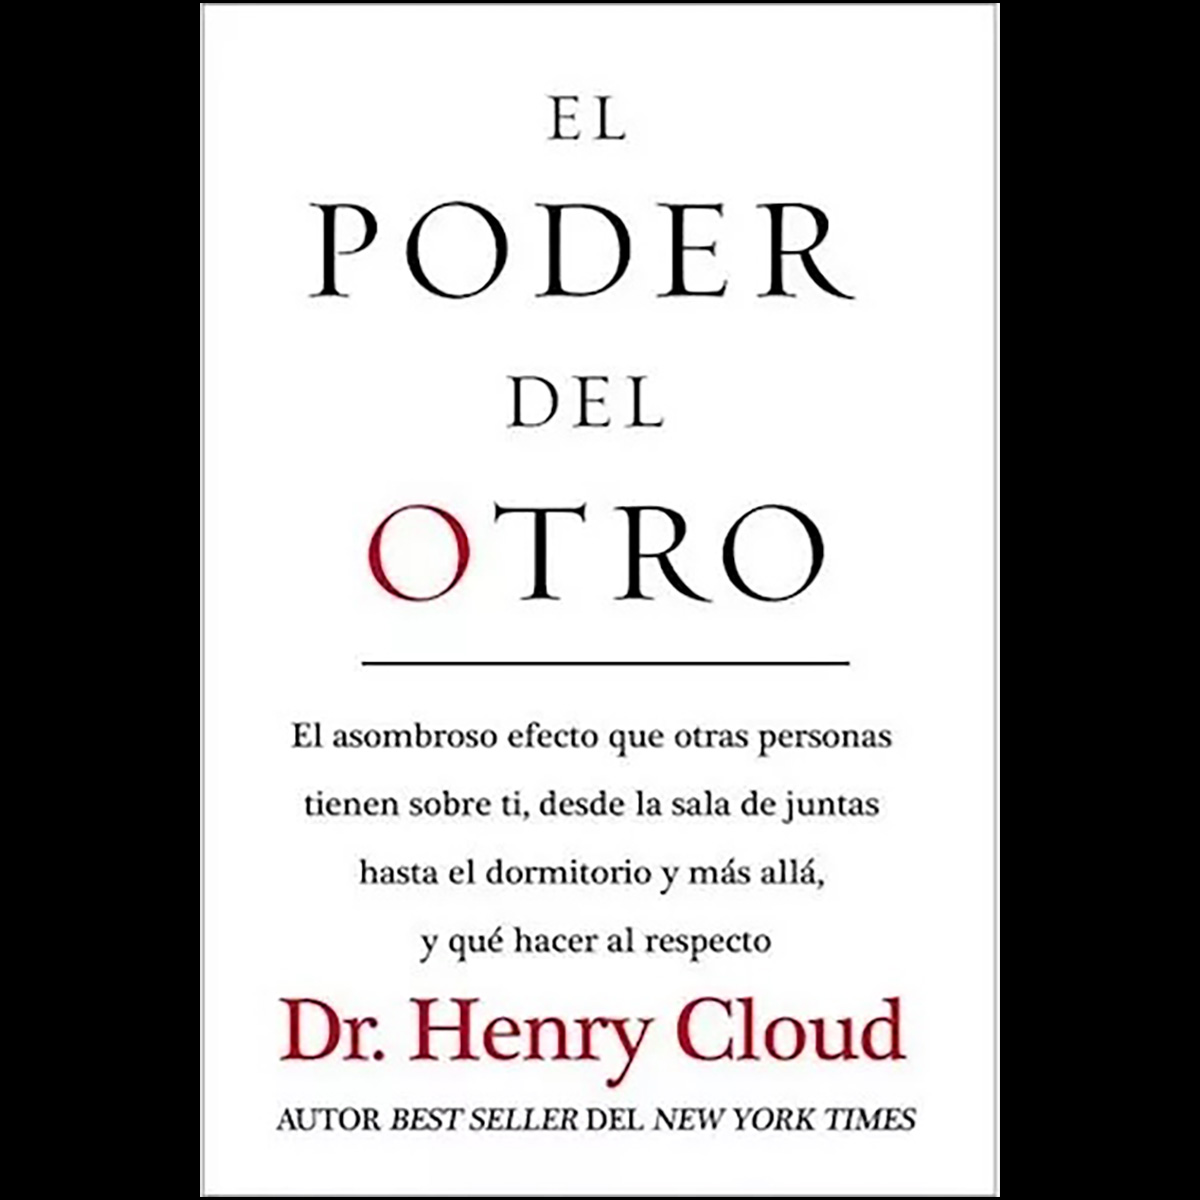 EL
PODER
DEL
OTRO
El asombroso efecto que otras personas
tienen sobre ti, desde la sala de juntas
hasta el dormitorio y más allá,
y qué hacer al respecto
Dr. Henry Cloud
AUTOR BEST SELLER DEL NEW YORK TIMES